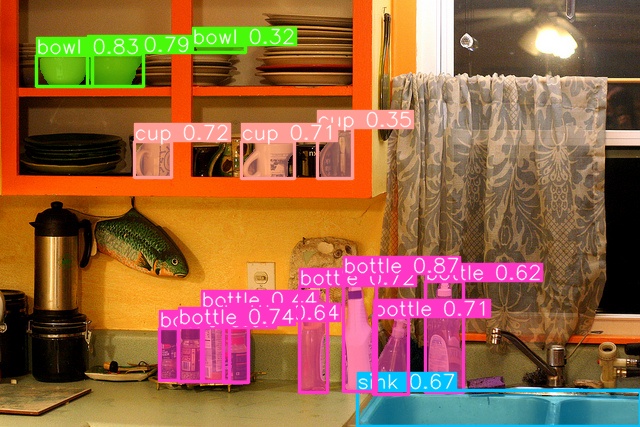 bowl 0.83
0.79
bowl 0.32
cup 0.72
cup 0.71
cup 0.35
bottle 0.87
0.72
bottle 0.62
bottle 0.74
0.64
bottle 0.71
sink 0.67